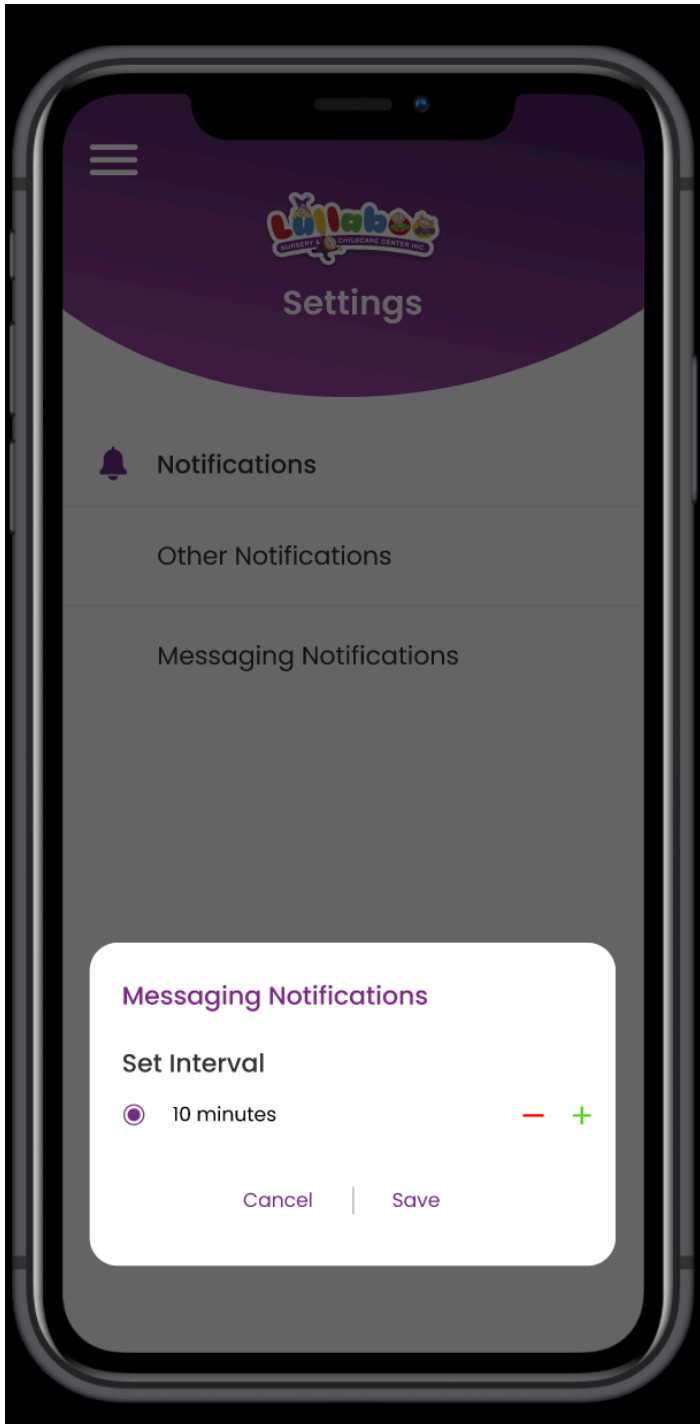 Lullaboo
NURSERY & CHILDCARE CENTER INC.
Settings
Notifications
Other Notifications
Messaging Notifications
Messaging Notifications
Set Interval
10 minutes
Cancel | Save